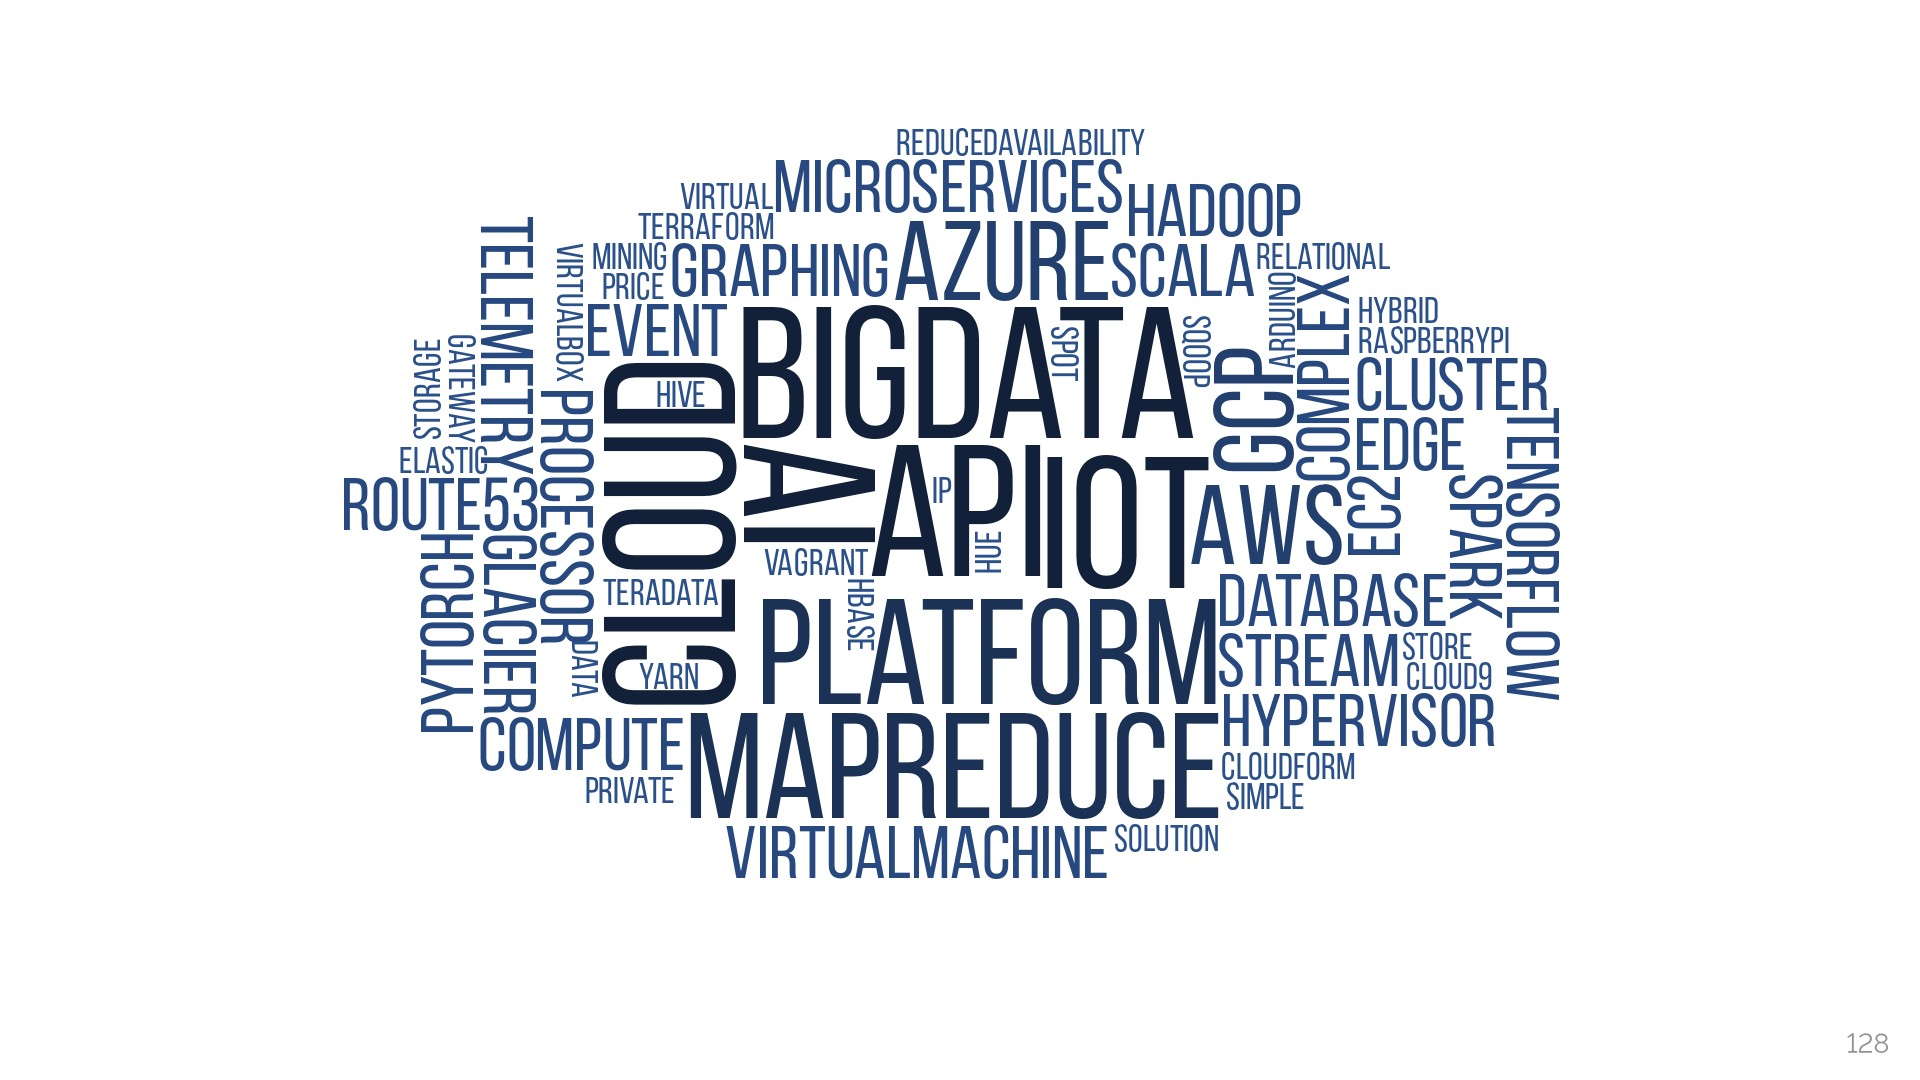 REDUCEDAVAILABILITY
MICROSERVICES
VIRTUAL
HADOOP
TERRAFORM
AZURE
MINING
GRAPHING
SCALA
RELATIONAL
PRICE
TELEMETRY
VIRTUALBOX
EVENT
BIGDATA
SPOT
SQOOP
ARDUINO
COMPLEX
HYBRID
RASPBERRYPI
GCP
CLUSTER
STORAGE
GATEWAY
HIVE
CLOUD
PROCESSOR
EDGE
TENSORFLOW
ELASTIC
ROUTE53
AI
API
IP
IOT
AWS
EC2
SPARK
HUE
VAGRANT
PYTORCH
GLACIER
TERADATA
HBASE
PLATFORM
DATABASE
STREAM
STORE
CLOUD9
DATA
YARN
HYPERVISOR
COMPUTE
MAPREDUCE
CLOUDFORM
PRIVATE
SIMPLE
VIRTUALMACHINE
SOLUTION
128